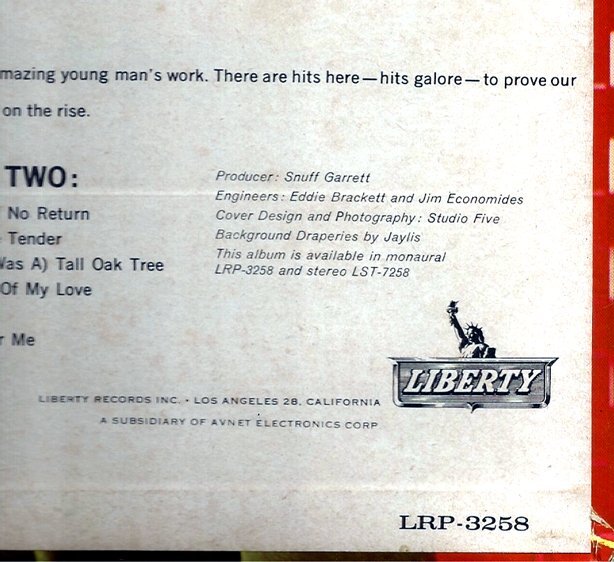 mazing young man's work. There are hits here—hits galore—to prove our
on the rise.
TWO:
No Return
Tender
Was A) Tall Oak Tree
Of My Love
r Me
Producer: Snuff Garrett
Engineers: Eddie Brackett and Jim Economides
Cover Design and Photography: Studio Five
Background Draperies by Jaylis
This album is available in monaural
LRP-3258 and stereo LST-7258
LIBERTY
LIBERTY RECORDS INC. • LOS ANGELES 28, CALIFORNIA
A SUBSIDIARY OF AVNET ELECTRONICS CORP
LRP-3258